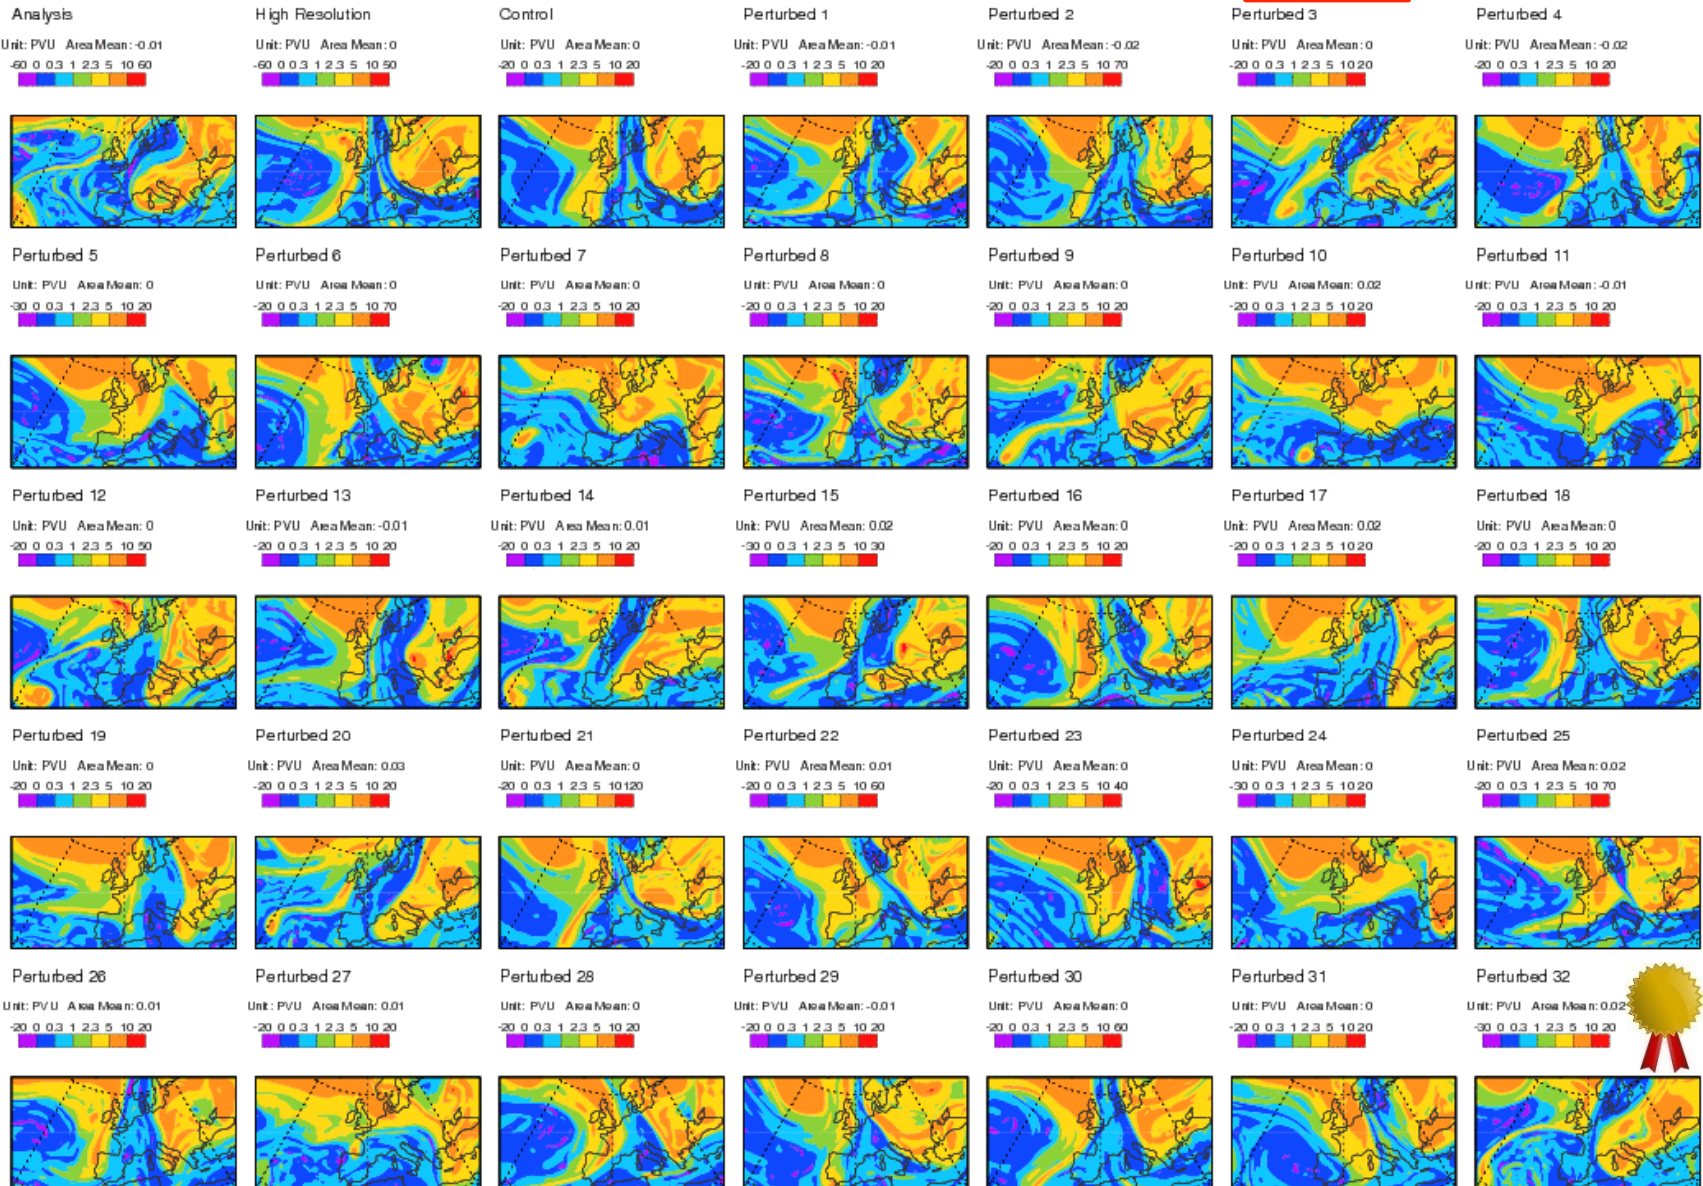 Analysis High Resolution Control Perturbed 1 Perturbed 2 Perturbed 3 Perturbed 4
Unit: PVU Area Mean: -0.01 Unit: PVU Area Mean: 0 Unit: PVU Area Mean: 0 Unit: PVU Area Mean: -0.01 Unit: PVU Area Mean: -0.02 Unit: PVU Area Mean: 0 Unit: PVU Area Mean: -0.02
-60 0 0.3 1 2 3 5 10 60 -60 0 0.3 1 2 3 5 10 50 -20 0 0.3 1 2 3 5 10 20 -20 0 0.3 1 2 3 5 10 20 -20 0 0.3 1 2 3 5 10 70 -20 0 0.3 1 2 3 5 10 20 -20 0 0.3 1 2 3 5 10 20
Perturbed 5 Perturbed 6 Perturbed 7 Perturbed 8 Perturbed 9 Perturbed 10 Perturbed 11
Unit: PVU Area Mean: 0 Unit: PVU Area Mean: 0 Unit: PVU Area Mean: 0 Unit: PVU Area Mean: 0 Unit: PVU Area Mean: 0 Unit: PVU Area Mean: 0.02 Unit: PVU Area Mean: -0.01
-30 0 0.3 1 2 3 5 10 20 -20 0 0.3 1 2 3 5 10 70 -20 0 0.3 1 2 3 5 10 20 -20 0 0.3 1 2 3 5 10 20 -20 0 0.3 1 2 3 5 10 20 -20 0 0.3 1 2 3 5 10 20 -20 0 0.3 1 2 3 5 10 20
Perturbed 12 Perturbed 13 Perturbed 14 Perturbed 15 Perturbed 16 Perturbed 17 Perturbed 18
Unit: PVU Area Mean: 0 Unit: PVU Area Mean: -0.01 Unit: PVU Area Mean: 0.01 Unit: PVU Area Mean: 0.02 Unit: PVU Area Mean: 0 Unit: PVU Area Mean: 0.02 Unit: PVU Area Mean: 0
-20 0 0.3 1 2 3 5 10 50 -20 0 0.3 1 2 3 5 10 20 -20 0 0.3 1 2 3 5 10 20 -30 0 0.3 1 2 3 5 10 30 -20 0 0.3 1 2 3 5 10 20 -20 0 0.3 1 2 3 5 10 20 -20 0 0.3 1 2 3 5 10 20
Perturbed 19 Perturbed 20 Perturbed 21 Perturbed 22 Perturbed 23 Perturbed 24 Perturbed 25
Unit: PVU Area Mean: 0 Unit: PVU Area Mean: 0.03 Unit: PVU Area Mean: 0 Unit: PVU Area Mean: 0.01 Unit: PVU Area Mean: 0 Unit: PVU Area Mean: 0 Unit: PVU Area Mean: 0.02
-20 0 0.3 1 2 3 5 10 20 -20 0 0.3 1 2 3 5 10 20 -20 0 0.3 1 2 3 5 10 120 -20 0 0.3 1 2 3 5 10 60 -20 0 0.3 1 2 3 5 10 40 -30 0 0.3 1 2 3 5 10 20 -20 0 0.3 1 2 3 5 10 70
Perturbed 26 Perturbed 27 Perturbed 28 Perturbed 29 Perturbed 30 Perturbed 31 Perturbed 32
Unit: PVU Area Mean: 0.01 Unit: PVU Area Mean: 0.01 Unit: PVU Area Mean: 0 Unit: PVU Area Mean: -0.01 Unit: PVU Area Mean: 0 Unit: PVU Area Mean: 0 Unit: PVU Area Mean: 0.02
-20 0 0.3 1 2 3 5 10 20 -20 0 0.3 1 2 3 5 10 20 -20 0 0.3 1 2 3 5 10 20 -20 0 0.3 1 2 3 5 10 20 -20 0 0.3 1 2 3 5 10 60 -20 0 0.3 1 2 3 5 10 20 -30 0 0.3 1 2 3 5 10 20